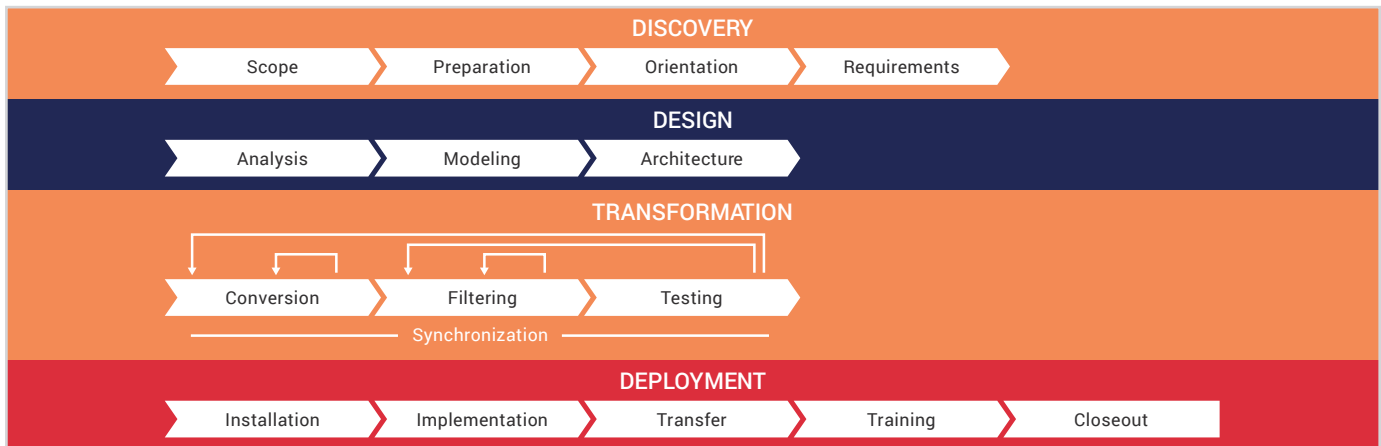 DISCOVERY
Scope Preparation Orientation Requirements
DESIGN
Analysis Modeling Architecture
TRANSFORMATION
Conversion Filtering Testing
Synchronization
DEPLOYMENT
Installation Implementation Transfer Training Closeout